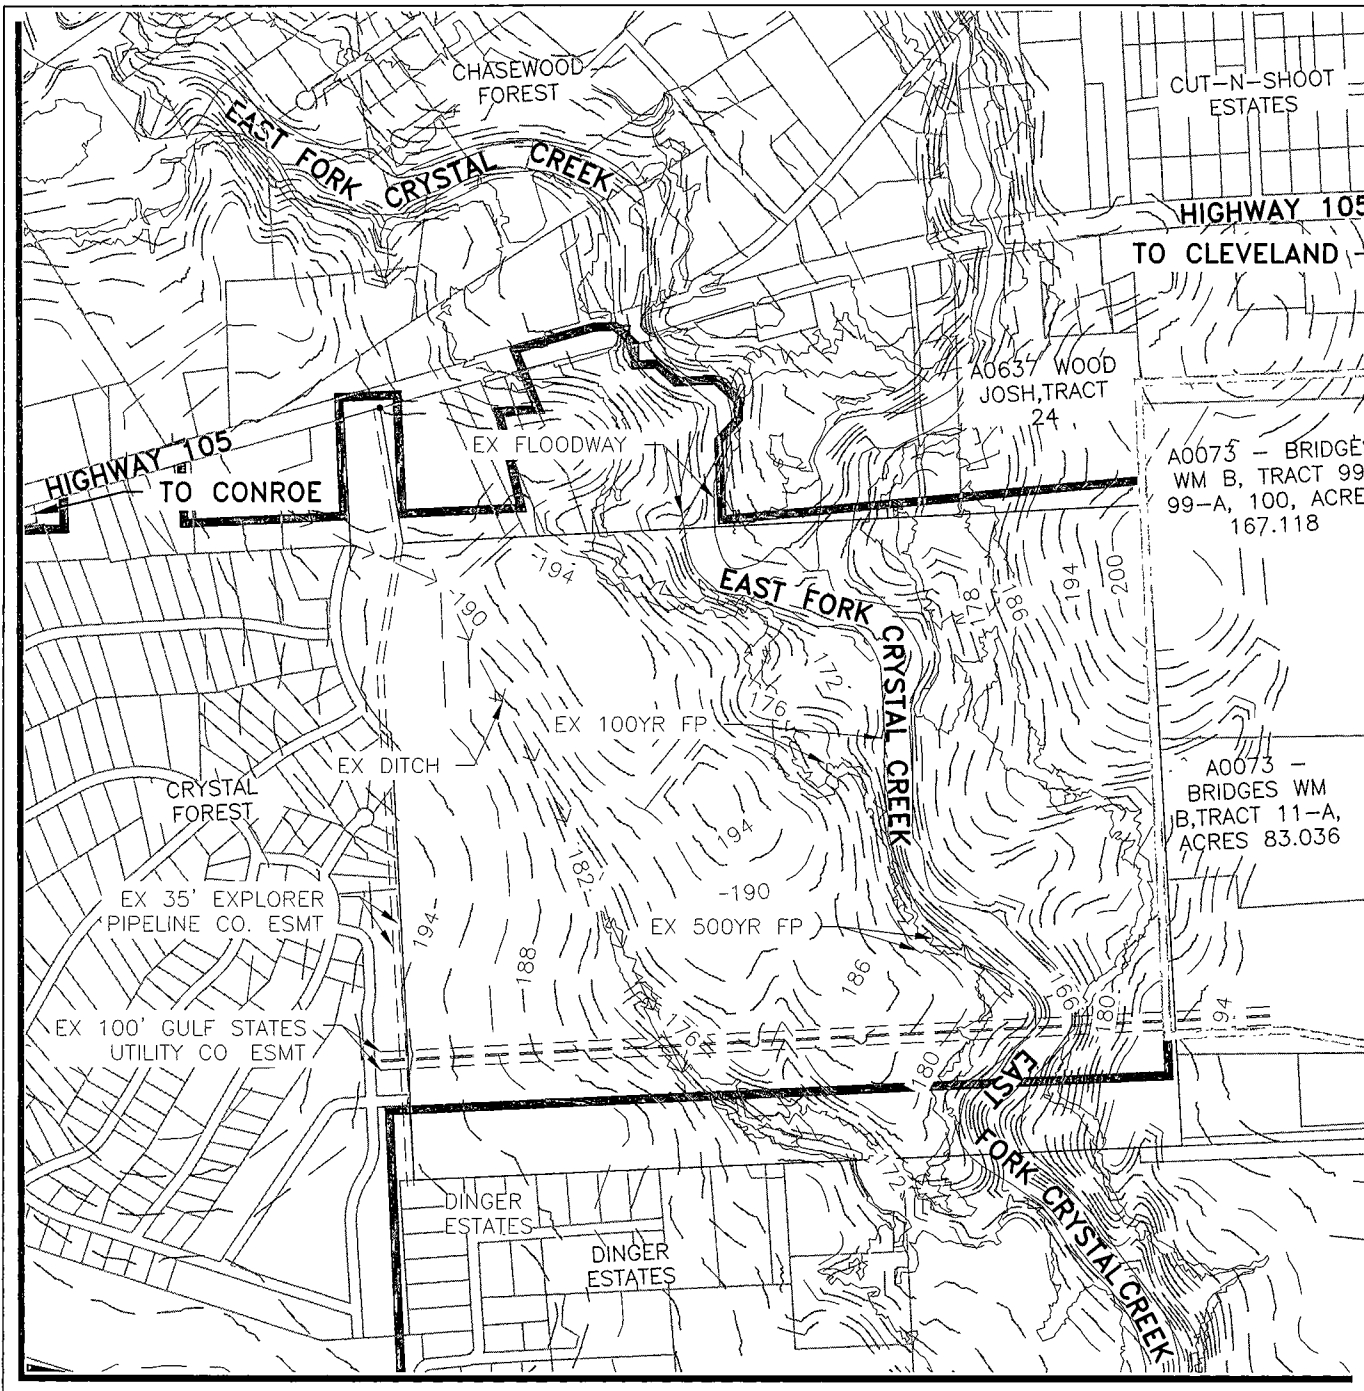 CHASEWOOD
FOREST
CUT-N-SHOOT
ESTATES
EAST FORK CRYSTAL CREEK
HIGHWAY 105
TO CLEVELAND
A0637 WOOD
JOSH,TRACT
24
EX FLOODWAY
HIGHWAY 105
TO CONROE
A0073 - BRIDGE
WM B, TRACT 99
99-A, 100, ACRE
167.118
194
190
EAST FORK CRYSTAL CREEK
178
186
194
200
172
176
EX 100YR FP
EX DITCH
CRYSTAL
FOREST
A0073 -
BRIDGES WM
B,TRACT 11-A,
ACRES 83.036
194
182
190
EX 35' EXPLORER
PIPELINE CO. ESMT
194
188
EX 500YR FP
186
166
180
94
EX 100' GULF STATES
UTILITY CO ESMT
176
180
EAST FORK CRYSTAL CREEK
172
DINGER
ESTATES
DINGER
ESTATES